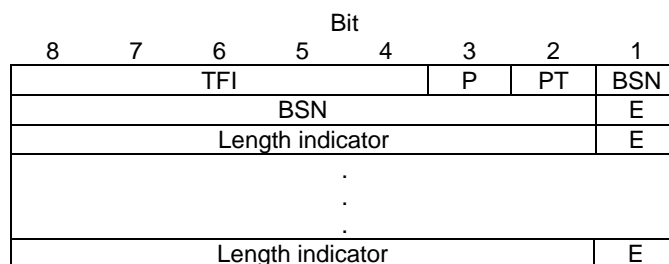 Bit
8 7 6 5 4 3 2 1
TFI P PT BSN
BSN E
Length indicator E
.
.
.
Length indicator E